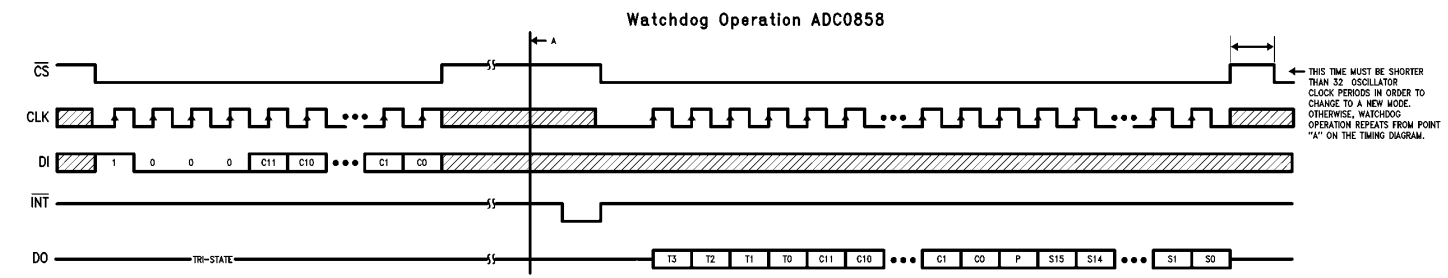 Watchdog Operation ADC0858
A
CS
THIS TIME MUST BE SHORTER
THAN 32 OSCILLATOR
CLOCK PERIODS IN ORDER TO
CHANGE TO A NEW MODE.
OTHERWISE, WATCHDOG
OPERATION REPEATS FROM POINT
"A" ON THE TIMING DIAGRAM.
CLK
DI 1 0 0 0 C11 C10 ••• C1 C0
INT
DO TRI-STATE T3 T2 T1 T0 C11 C10 ••• C1 C0 P S15 S14 ••• S1 S0